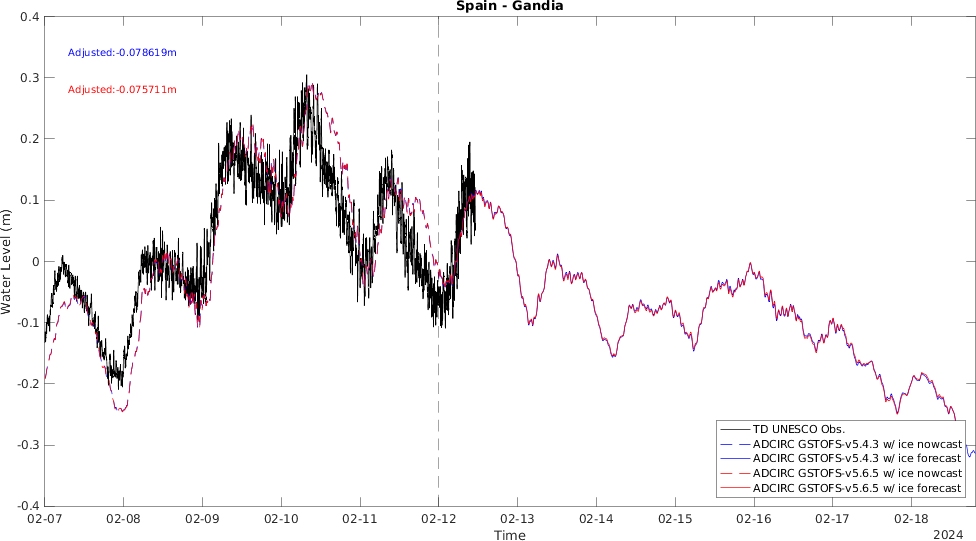 Spain - Gandia
0.4
0.3
0.2
0.1
0
-0.1
-0.2
-0.3
-0.4
Water Level (m)
Adjusted:-0.078619m
Adjusted:-0.075711m
TD UNESCO Obs.
ADCIRC GSTOFS-v5.4.3 w/ ice nowcast
ADCIRC GSTOFS-v5.4.3 w/ ice forecast
ADCIRC GSTOFS-v5.6.5 w/ ice nowcast
ADCIRC GSTOFS-v5.6.5 w/ ice forecast
02-07 02-08 02-09 02-10 02-11 02-12 02-13 02-14 02-15 02-16 02-17 02-18
Time
2024